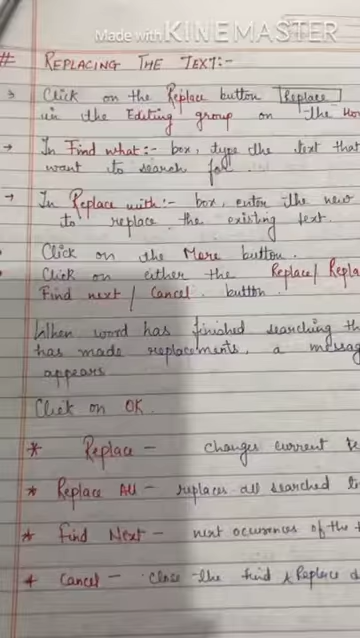 Made with KINEMASTER
# REPLACING THE TEXT:-
→ Click on the Replace button Replace
in the Editing group on the
→ In Find what:- box, type the text that
want to search for.
→ In Replace with:- box, enter the new
to replace the existing text.
Click on the More button.
Click on either the Replace/
Find next / Cancel button
When word has finished searching
has made replacements, a
appears
Click on OK.
* Replace - changes current
* Replace All - replaces all searched
* Find Next - next ocurrences of the
* Cancel - Close the find & Replace